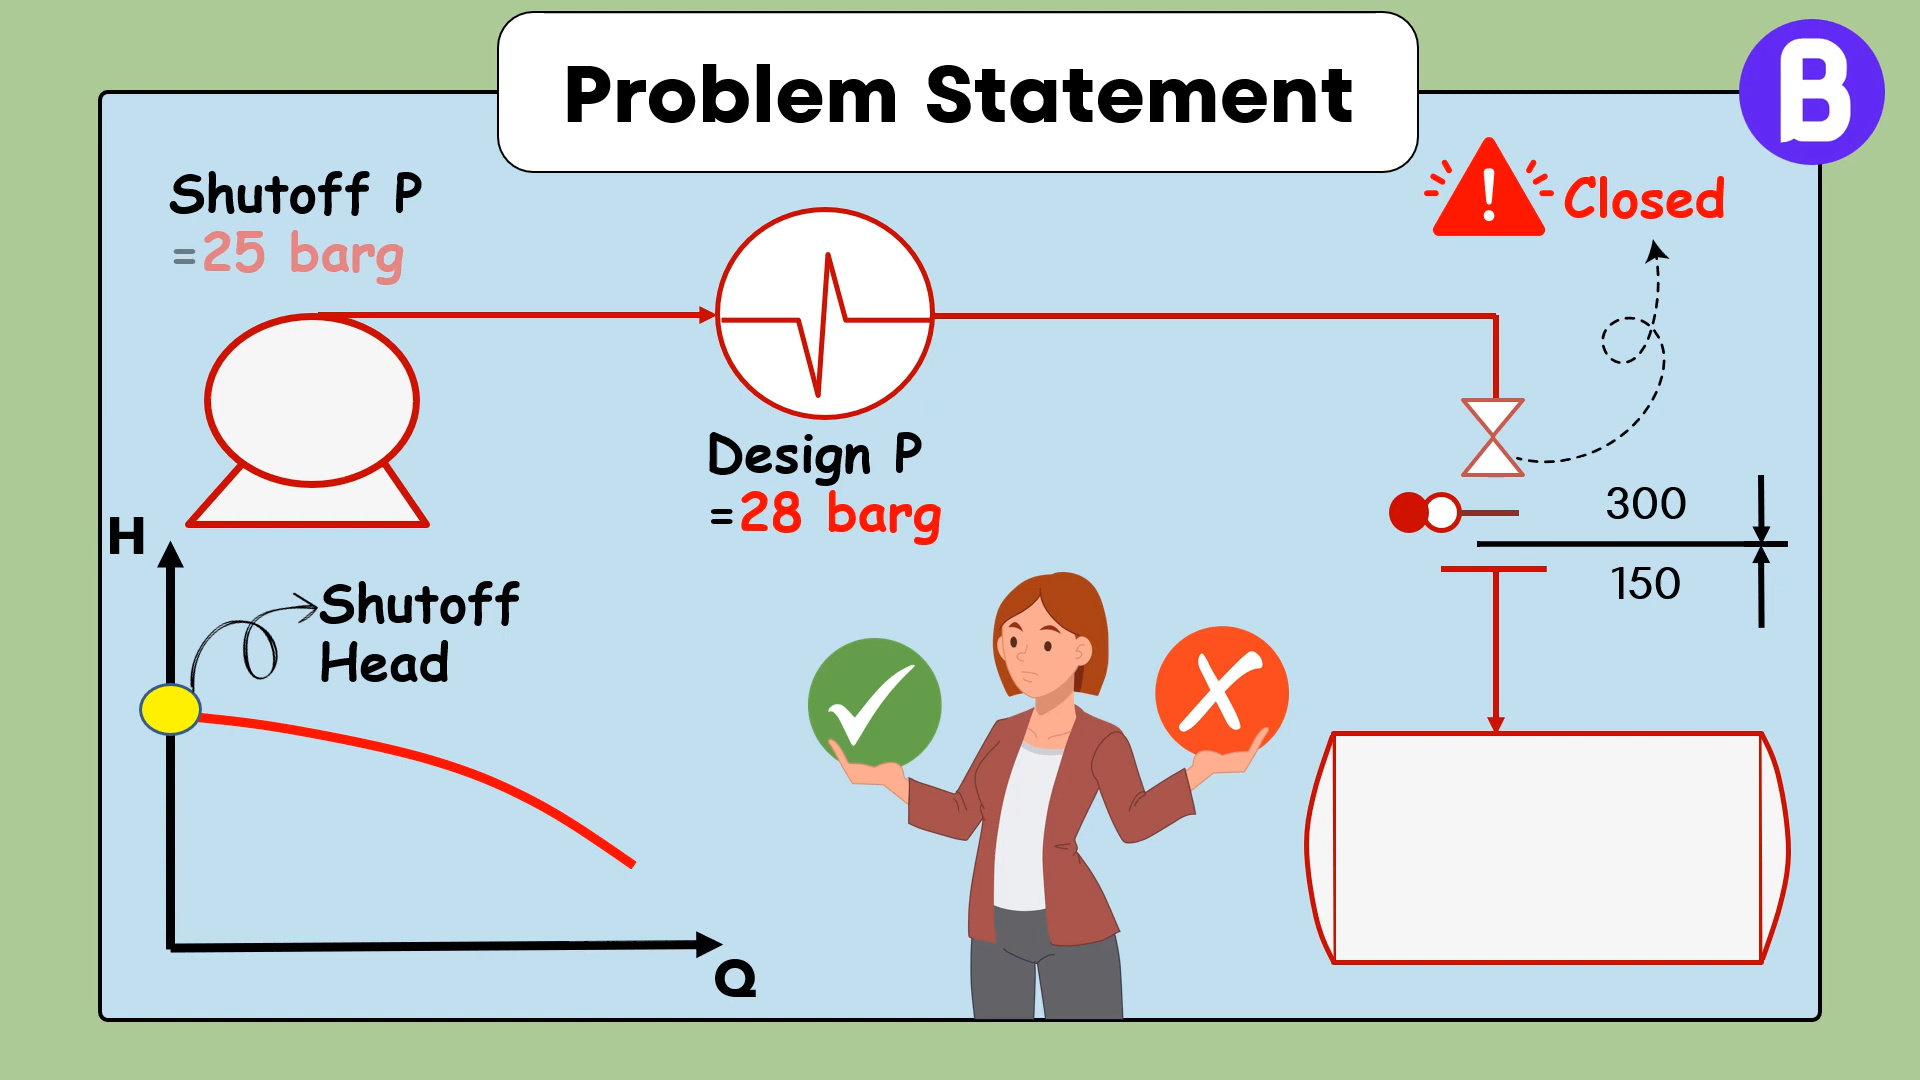 Problem Statement
B
Shutoff P
=25 barg
Closed
Design P
=28 barg
300
150
H
Shutoff
Head
Q